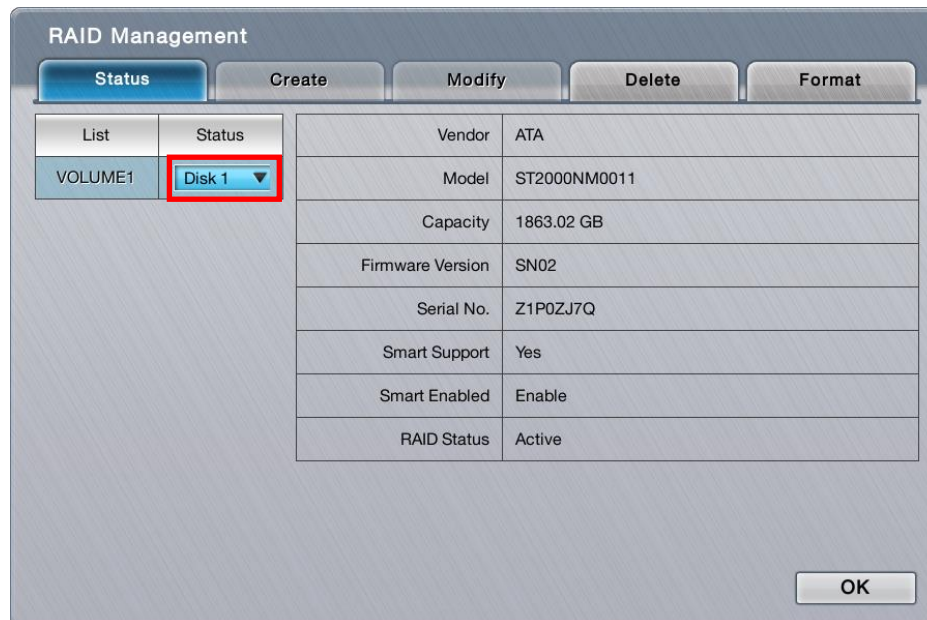 RAID Management
Status Create Modify Delete Format
List Status
VOLUME1 Disk 1
Vendor ATA
Model ST2000NM0011
Capacity 1863.02 GB
Firmware Version SN02
Serial No. Z1P0ZJ7Q
Smart Support Yes
Smart Enabled Enable
RAID Status Active
OK